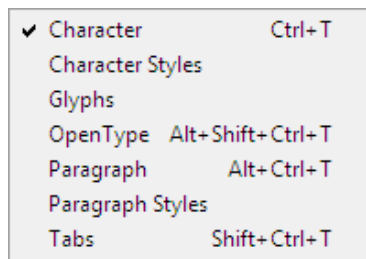 Character Ctrl+T
Character Styles
Glyphs
OpenType Alt+Shift+Ctrl+T
Paragraph Alt+Ctrl+T
Paragraph Styles
Tabs Shift+Ctrl+T